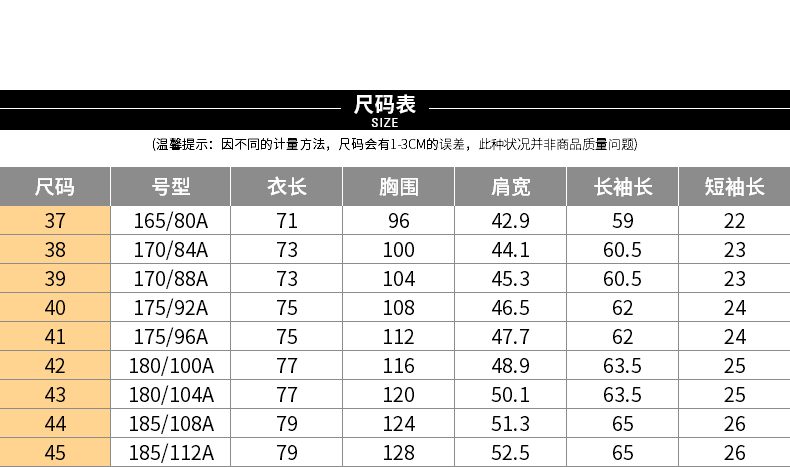 尺码表
SIZE
(温馨提示：因不同的计量方法，尺码会有1-3CM的误差，此种状况并非商品质量问题)
尺码 号型 衣长 胸围 肩宽 长袖长 短袖长
37 165/80A 71 96 42.9 59 22
38 170/84A 73 100 44.1 60.5 23
39 170/88A 73 104 45.3 60.5 23
40 175/92A 75 108 46.5 62 24
41 175/96A 75 112 47.7 62 24
42 180/100A 77 116 48.9 63.5 25
43 180/104A 77 120 50.1 63.5 25
44 185/108A 79 124 51.3 65 26
45 185/112A 79 128 52.5 65 26